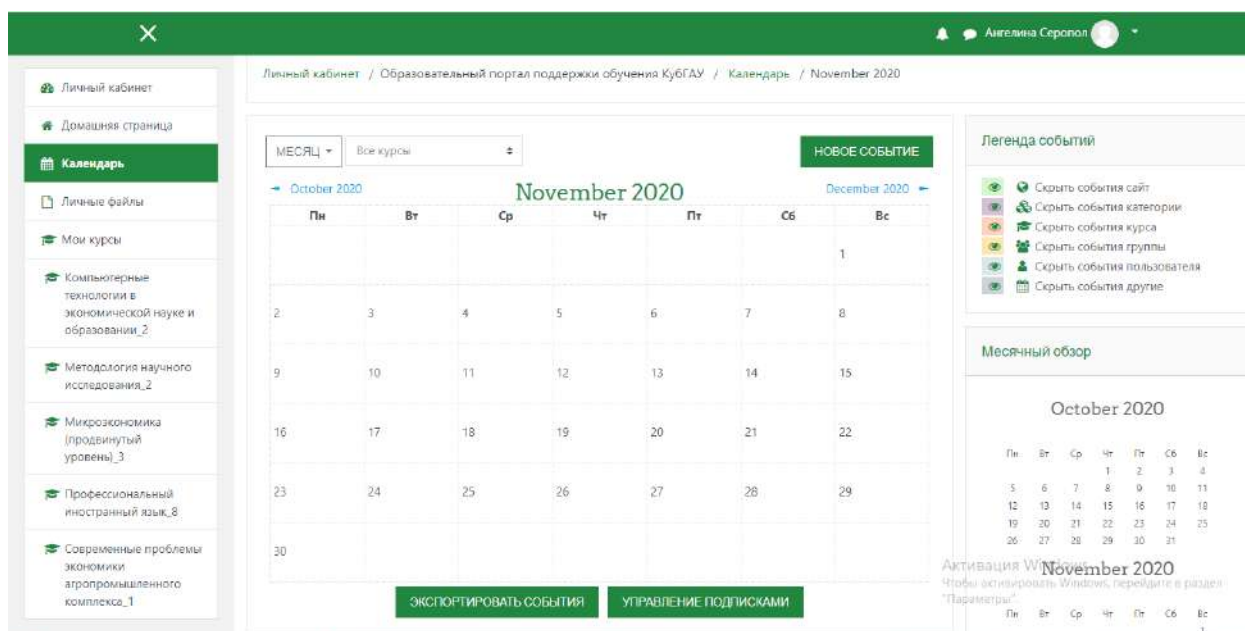 Ангелина Серопол
Личный кабинет
Домашняя страница
Календарь
Личные файлы
Мои курсы
Компьютерные
технологии в
экономической науке и
образовании_2
Методология научного
исследования_2
Микроэкономика
(продвинутый
уровень)_3
Профессиональный
иностранный язык_8
Современные проблемы
экономики
агропромышленного
комплекса_1
Личный кабинет / Образовательный портал поддержки обучения КубГАУ / Календарь / November 2020
МЕСЯЦ Все курсы НОВОЕ СОБЫТИЕ
October 2020 November 2020 December 2020
Пн Вт Ср Чт Пт Сб Вс
1
2 3 4 5 6 7 8
9 10 11 12 13 14 15
16 17 18 19 20 21 22
23 24 25 26 27 28 29
30
ЭКСПОРТИРОВАТЬ СОБЫТИЯ УПРАВЛЕНИЕ ПОДПИСКАМИ
Легенда событий
Скрыть события сайт
Скрыть события категории
Скрыть события курса
Скрыть события группы
Скрыть события пользователя
Скрыть события другие
Месячный обзор
October 2020
Пн Вт Ср Чт Пт Сб Вс
1 2 3 4
5 6 7 8 9 10 11
12 13 14 15 16 17 18
19 20 21 22 23 24 25
26 27 28 29 30 31
Активация Windows
November 2020
Чтобы активировать Windows, перейдите в раздел
"Параметры".
Пн Вт Ср Чт Пт Сб Вс
1